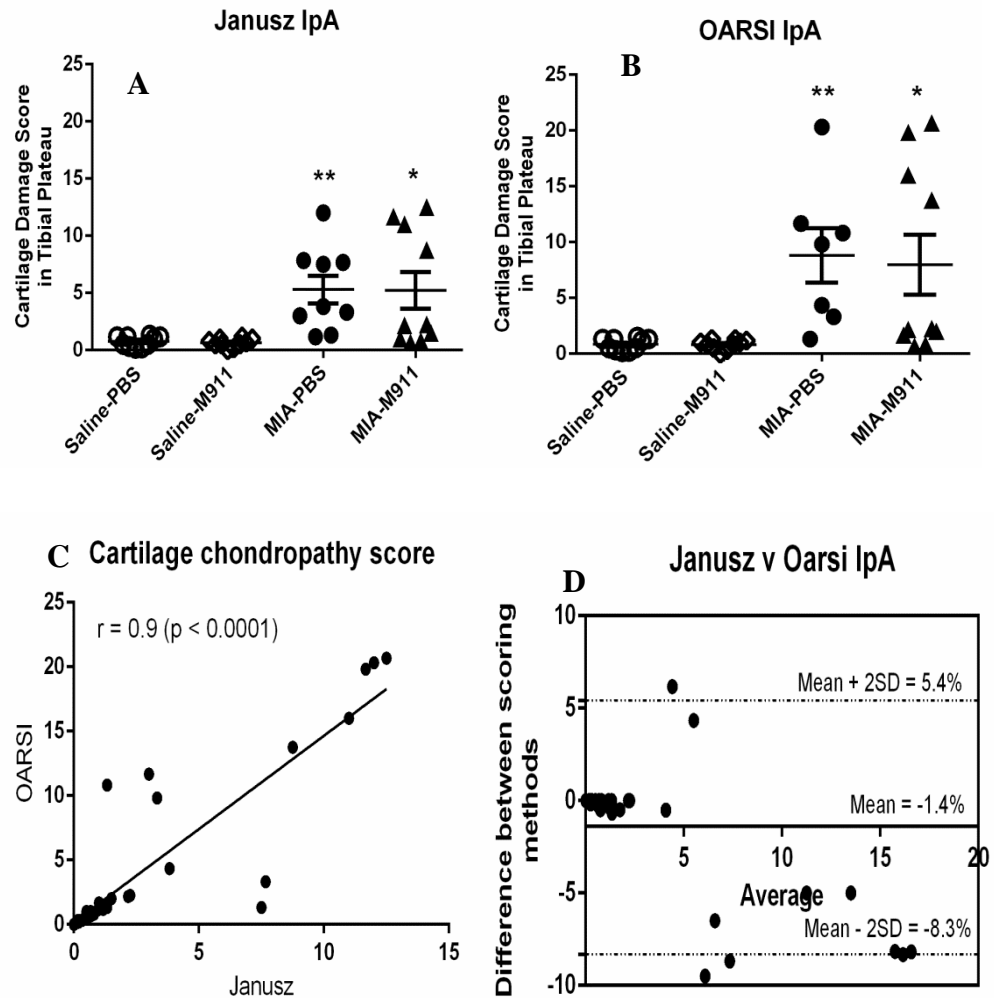 Janusz IpA
A
Cartilage Damage Score
in Tibial Plateau
25
20
15
10
5
0
**
*
Saline-PBS
Saline-M911
MIA-PBS
MIA-M911
OARSI IpA
B
Cartilage Damage Score
in Tibial Plateau
25
20
15
10
5
0
**
*
Saline-PBS
Saline-M911
MIA-PBS
MIA-M911
C
Cartilage chondropathy score
r = 0.9 (p < 0.0001)
OARSI
25
20
15
10
5
0
0
5
10
15
Janusz
D
Janusz v Oarsi IpA
Difference between scoring
methods
10
5
0
-5
-10
Mean + 2SD = 5.4%
Mean = -1.4%
5
10
15
20
Average
Mean - 2SD = -8.3%